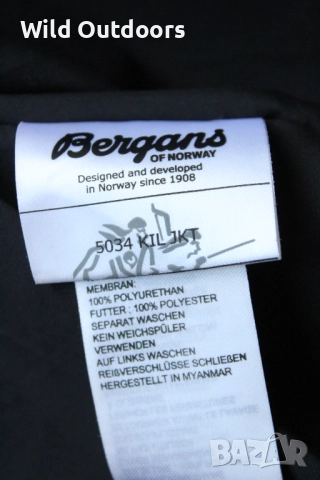 Wild Outdoors
Bergans
OF NORWAY
Designed and developed
in Norway since 1908
5034 KIL JKT
MEMBRAN:
100% POLYURETHAN
FUTTER: 100% POLYESTER
SEPARAT WASCHEN
KEIN WEICHSPÜLER
VERWENDEN
AUF LINKS WASCHEN
REIßVERSCHLÜSSE SCHLIEßEN
HERGESTELLT IN MYANMAR
BAZAR